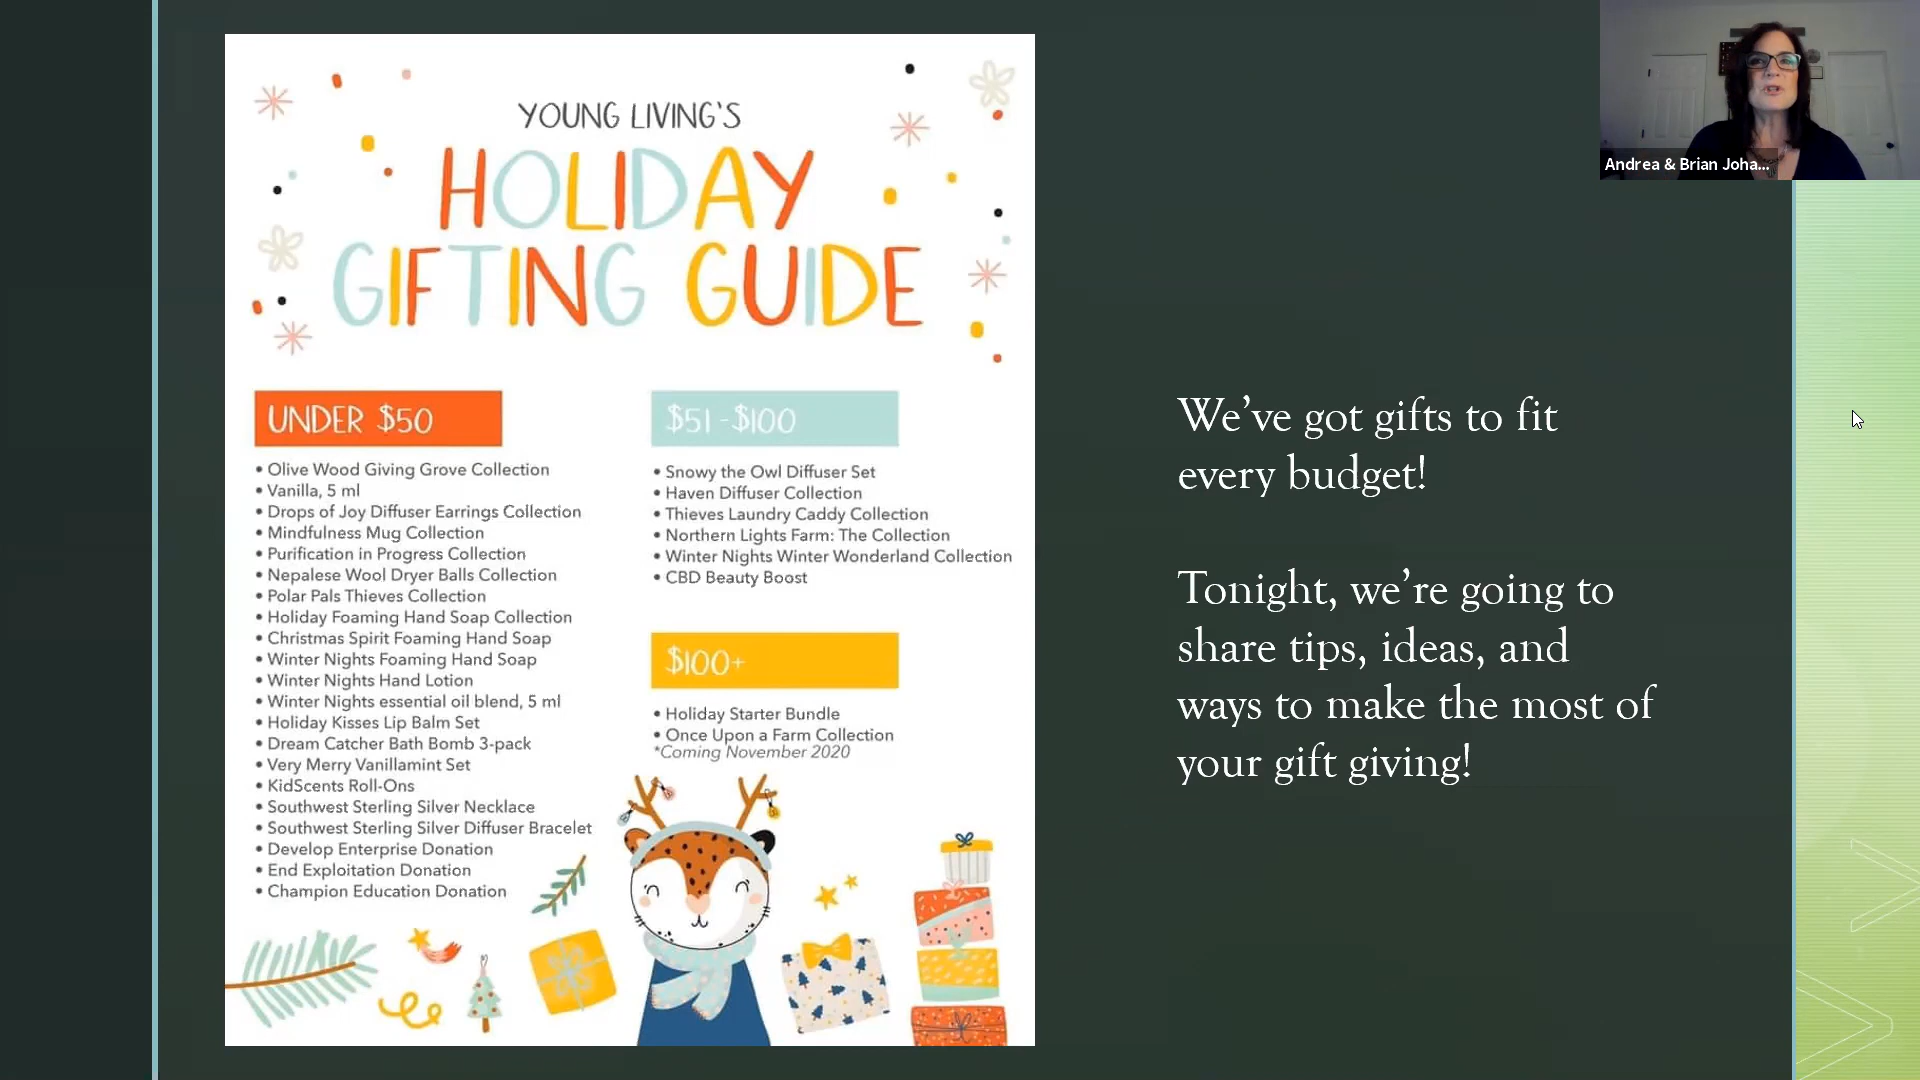 YOUNG LIVING'S
HOLIDAY
GIFTING GUIDE
UNDER $50
• Olive Wood Giving Grove Collection
• Vanilla, 5 ml
• Drops of Joy Diffuser Earrings Collection
• Mindfulness Mug Collection
• Purification in Progress Collection
• Nepalese Wool Dryer Balls Collection
• Polar Pals Thieves Collection
• Holiday Foaming Hand Soap Collection
• Christmas Spirit Foaming Hand Soap
• Winter Nights Foaming Hand Soap
• Winter Nights Hand Lotion
• Winter Nights essential oil blend, 5 ml
• Holiday Kisses Lip Balm Set
• Dream Catcher Bath Bomb 3-pack
• Very Merry Vanillamint Set
• KidScents Roll-Ons
• Southwest Sterling Silver Necklace
• Southwest Sterling Silver Diffuser Bracelet
• Develop Enterprise Donation
• End Exploitation Donation
• Champion Education Donation
$51-$100
• Snowy the Owl Diffuser Set
• Haven Diffuser Collection
• Thieves Laundry Caddy Collection
• Northern Lights Farm: The Collection
• Winter Nights Winter Wonderland Collection
• CBD Beauty Boost
$100+
• Holiday Starter Bundle
• Once Upon a Farm Collection
*Coming November 2020
We've got gifts to fit
every budget!
Tonight, we're going to
share tips, ideas, and
ways to make the most of
your gift giving!
Andrea & Brian Joha...